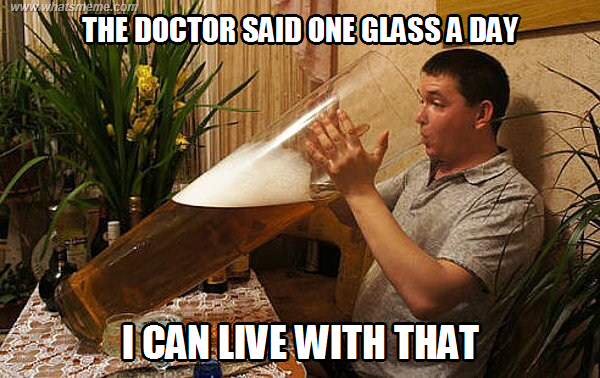 www.whatsmeme.com
THE DOCTOR SAID ONE GLASS A DAY
I CAN LIVE WITH THAT